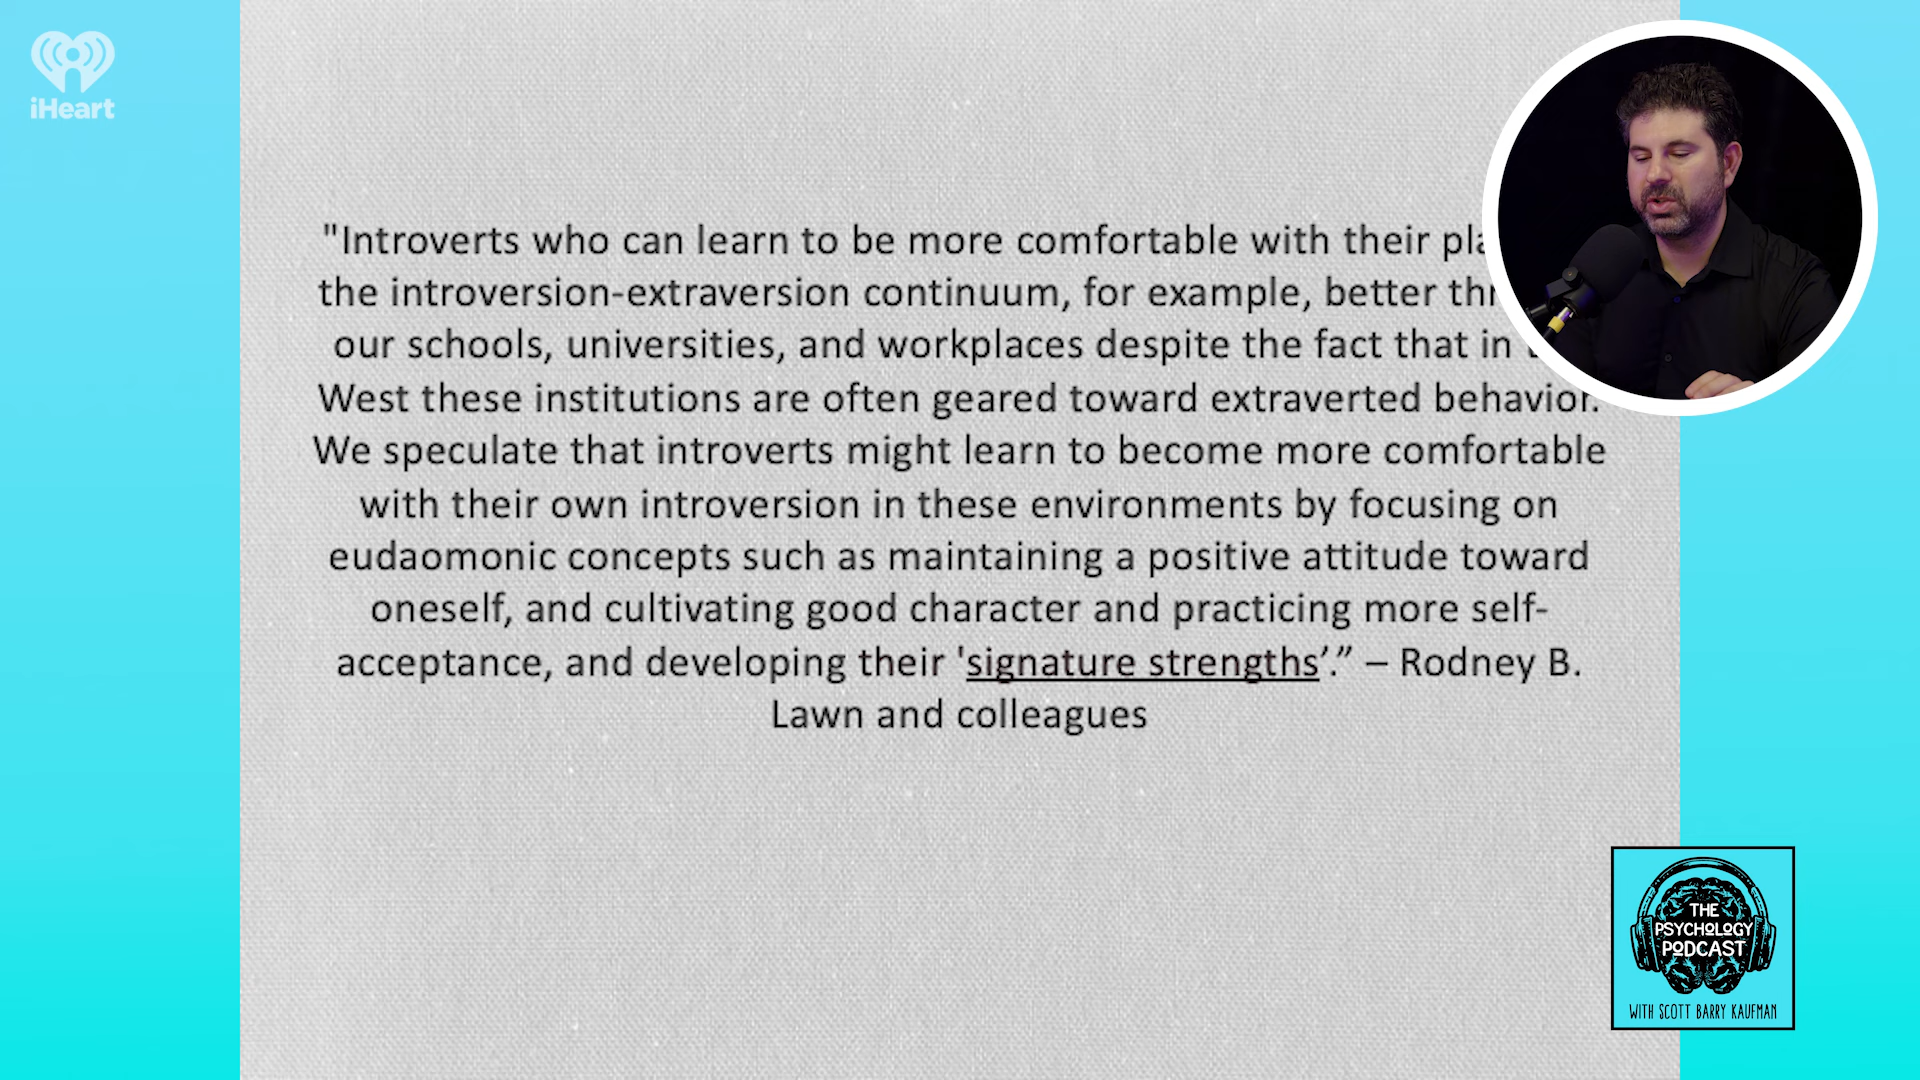 iHeart
"Introverts who can learn to be more comfortable with their
the introversion-extraversion continuum, for example, better
our schools, universities, and workplaces despite the fact that in
West these institutions are often geared toward extraverted behavior.
We speculate that introverts might learn to become more comfortable
with their own introversion in these environments by focusing on
eudaomonic concepts such as maintaining a positive attitude toward
oneself, and cultivating good character and practicing more self-
acceptance, and developing their 'signature strengths’.” – Rodney B.
Lawn and colleagues
THE
PSYCHOLOGY
PODCAST
WITH SCOTT BARRY KAUFMAN